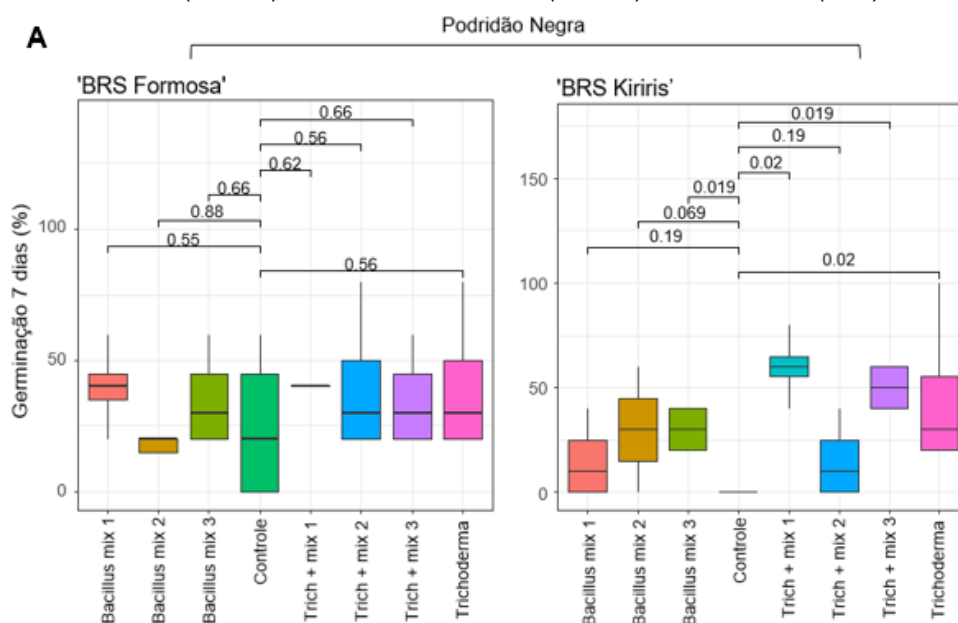 A
Podridão Negra
'BRS Formosa'
Germinação 7 dias (%)
100
50
0
0.66
0.56
0.62
0.66
0.88
0.55
0.56
Bacillus mix 1
Bacillus mix 2
Bacillus mix 3
Controle
Trich + mix 1
Trich + mix 2
Trich + mix 3
Trichoderma
'BRS Kiriris'
150
100
50
0
0.019
0.19
0.02
0.019
0.069
0.19
0.02
Bacillus mix 1
Bacillus mix 2
Bacillus mix 3
Controle
Trich + mix 1
Trich + mix 2
Trich + mix 3
Trichoderma